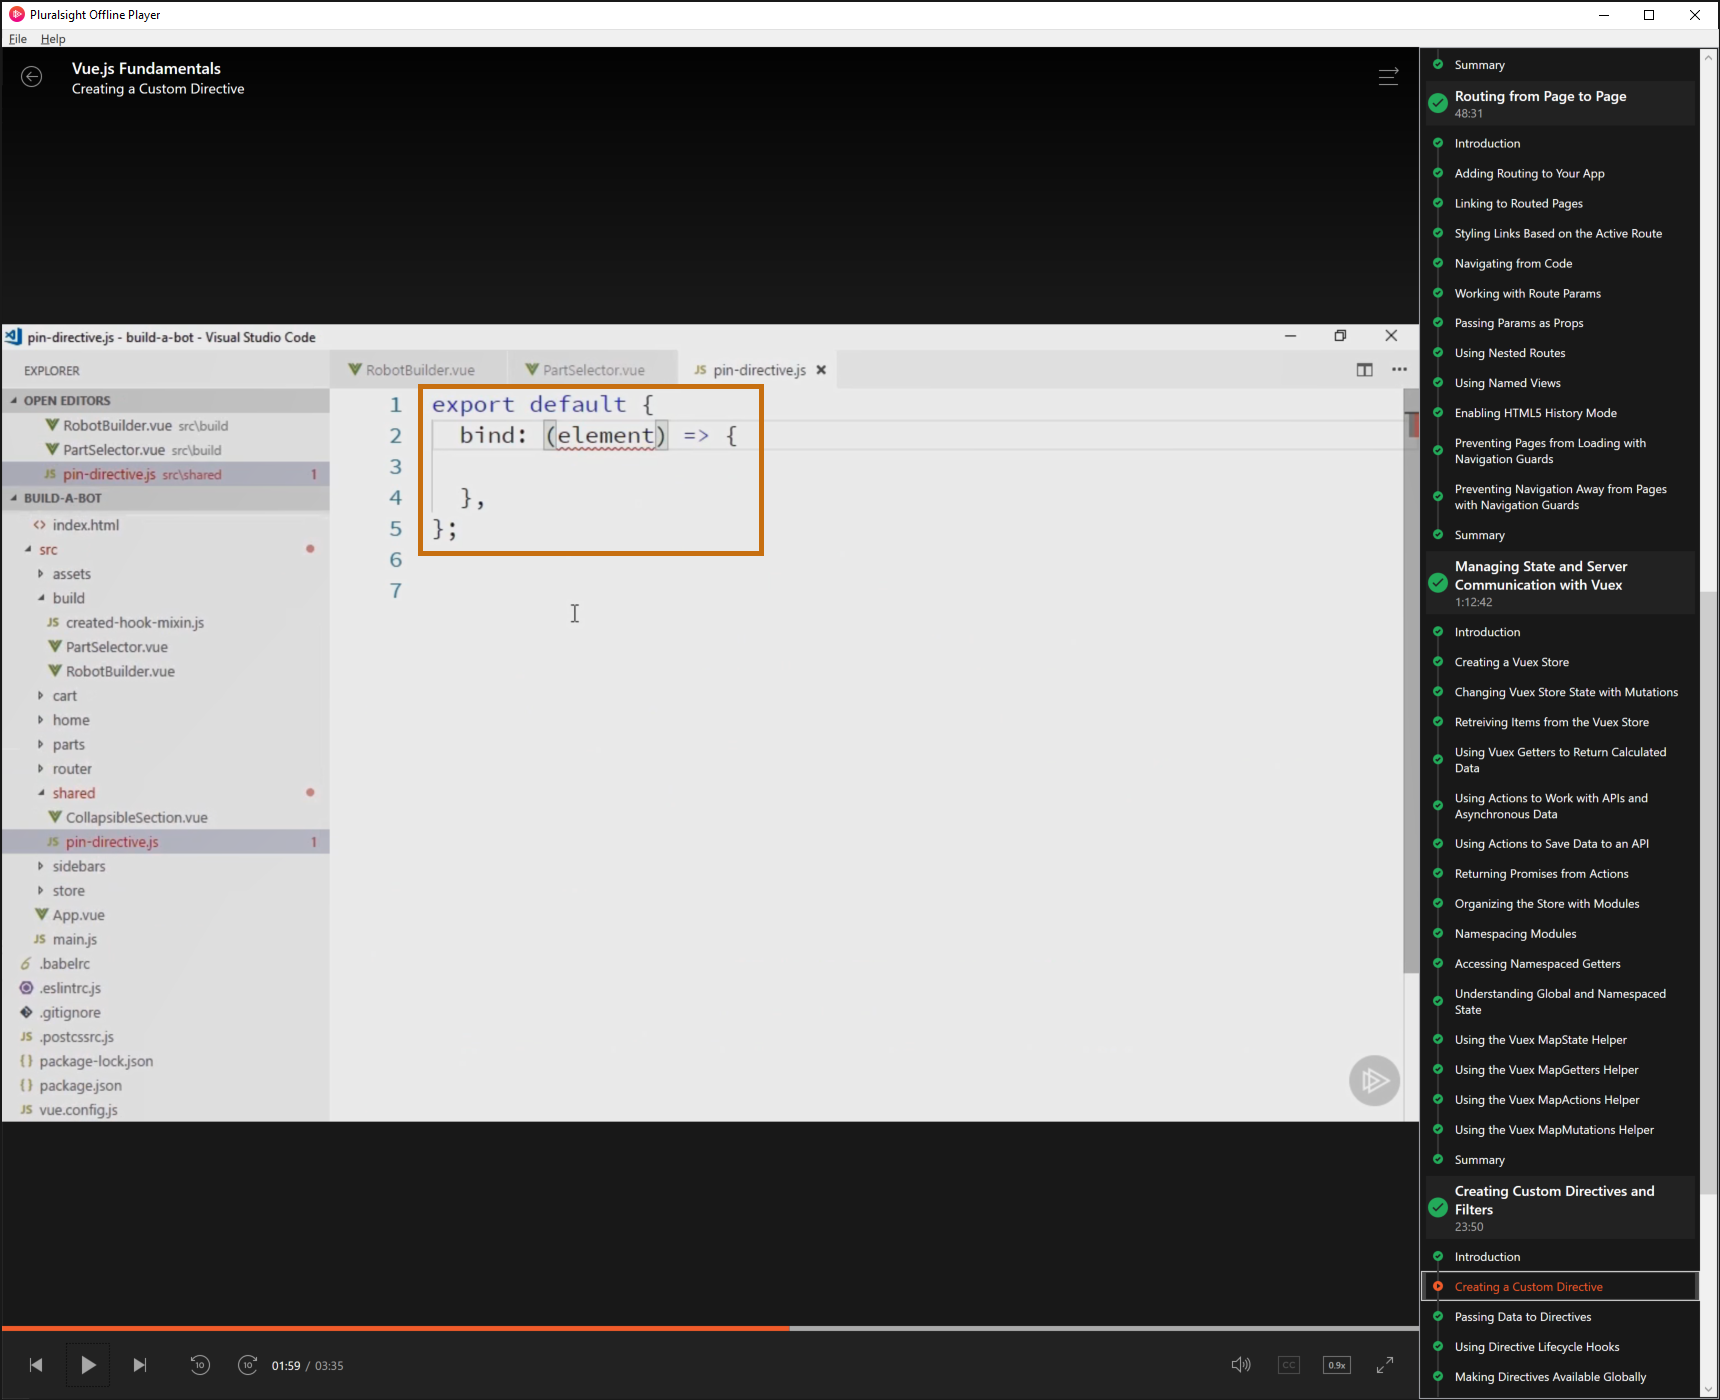 Pluralsight Offline Player
File Help
Vue.js Fundamentals
Creating a Custom Directive
pin-directive.js - build-a-bot - Visual Studio Code
EXPLORER
OPEN EDITORS
RobotBuilder.vue src\build
PartSelector.vue src\build
JS pin-directive.js src\shared 1
BUILD-A-BOT
<> index.html
src
assets
build
JS created-hook-mixin.js
PartSelector.vue
RobotBuilder.vue
cart
home
parts
router
shared
CollapsibleSection.vue
JS pin-directive.js 1
sidebars
store
App.vue
JS main.js
.babelrc
.eslintrc.js
.gitignore
JS .postcssrc.js
{} package-lock.json
{} package.json
JS vue.config.js
RobotBuilder.vue PartSelector.vue JS pin-directive.js
1 export default {
2 bind: (element) => {
3
4 },
5 };
6
7
10 10 01:59 / 03:35 CC 0.9x
Summary
Routing from Page to Page
48:31
Introduction
Adding Routing to Your App
Linking to Routed Pages
Styling Links Based on the Active Route
Navigating from Code
Working with Route Params
Passing Params as Props
Using Nested Routes
Using Named Views
Enabling HTML5 History Mode
Preventing Pages from Loading with
Navigation Guards
Preventing Navigation Away from Pages
with Navigation Guards
Summary
Managing State and Server
Communication with Vuex
1:12:42
Introduction
Creating a Vuex Store
Changing Vuex Store State with Mutations
Retreiving Items from the Vuex Store
Using Vuex Getters to Return Calculated
Data
Using Actions to Work with APIs and
Asynchronous Data
Using Actions to Save Data to an API
Returning Promises from Actions
Organizing the Store with Modules
Namespacing Modules
Accessing Namespaced Getters
Understanding Global and Namespaced
State
Using the Vuex MapState Helper
Using the Vuex MapGetters Helper
Using the Vuex MapActions Helper
Using the Vuex MapMutations Helper
Summary
Creating Custom Directives and
Filters
23:50
Introduction
Creating a Custom Directive
Passing Data to Directives
Using Directive Lifecycle Hooks
Making Directives Available Globally